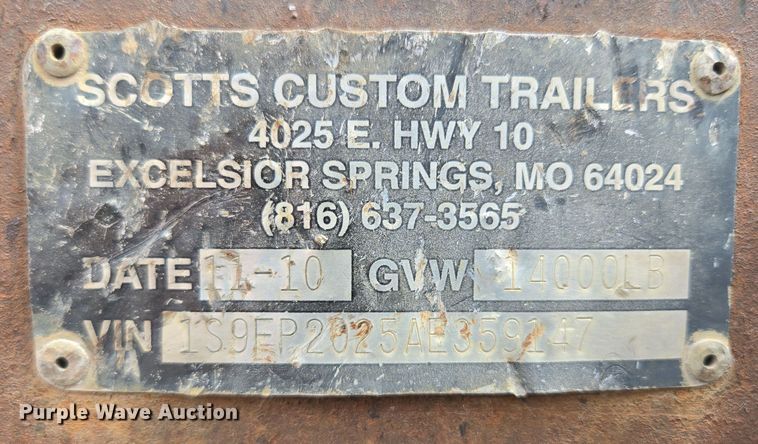 SCOTTS CUSTOM TRAILERS
4025 E. HWY 10
EXCELSIOR SPRINGS, MO 64024
(816) 637-3565
DATE 11-10 GVW 14000LB
VIN 1S9EP2025AE359147
Purple Wave Auction